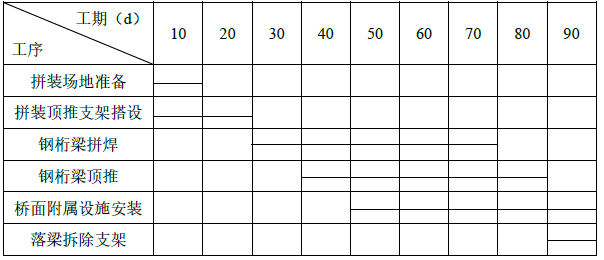 工期（d）
工序
10 20 30 40 50 60 70 80 90
拼装场地准备
拼装顶推支架搭设
钢桁梁拼焊
钢桁梁顶推
桥面附属设施安装
落梁拆除支架